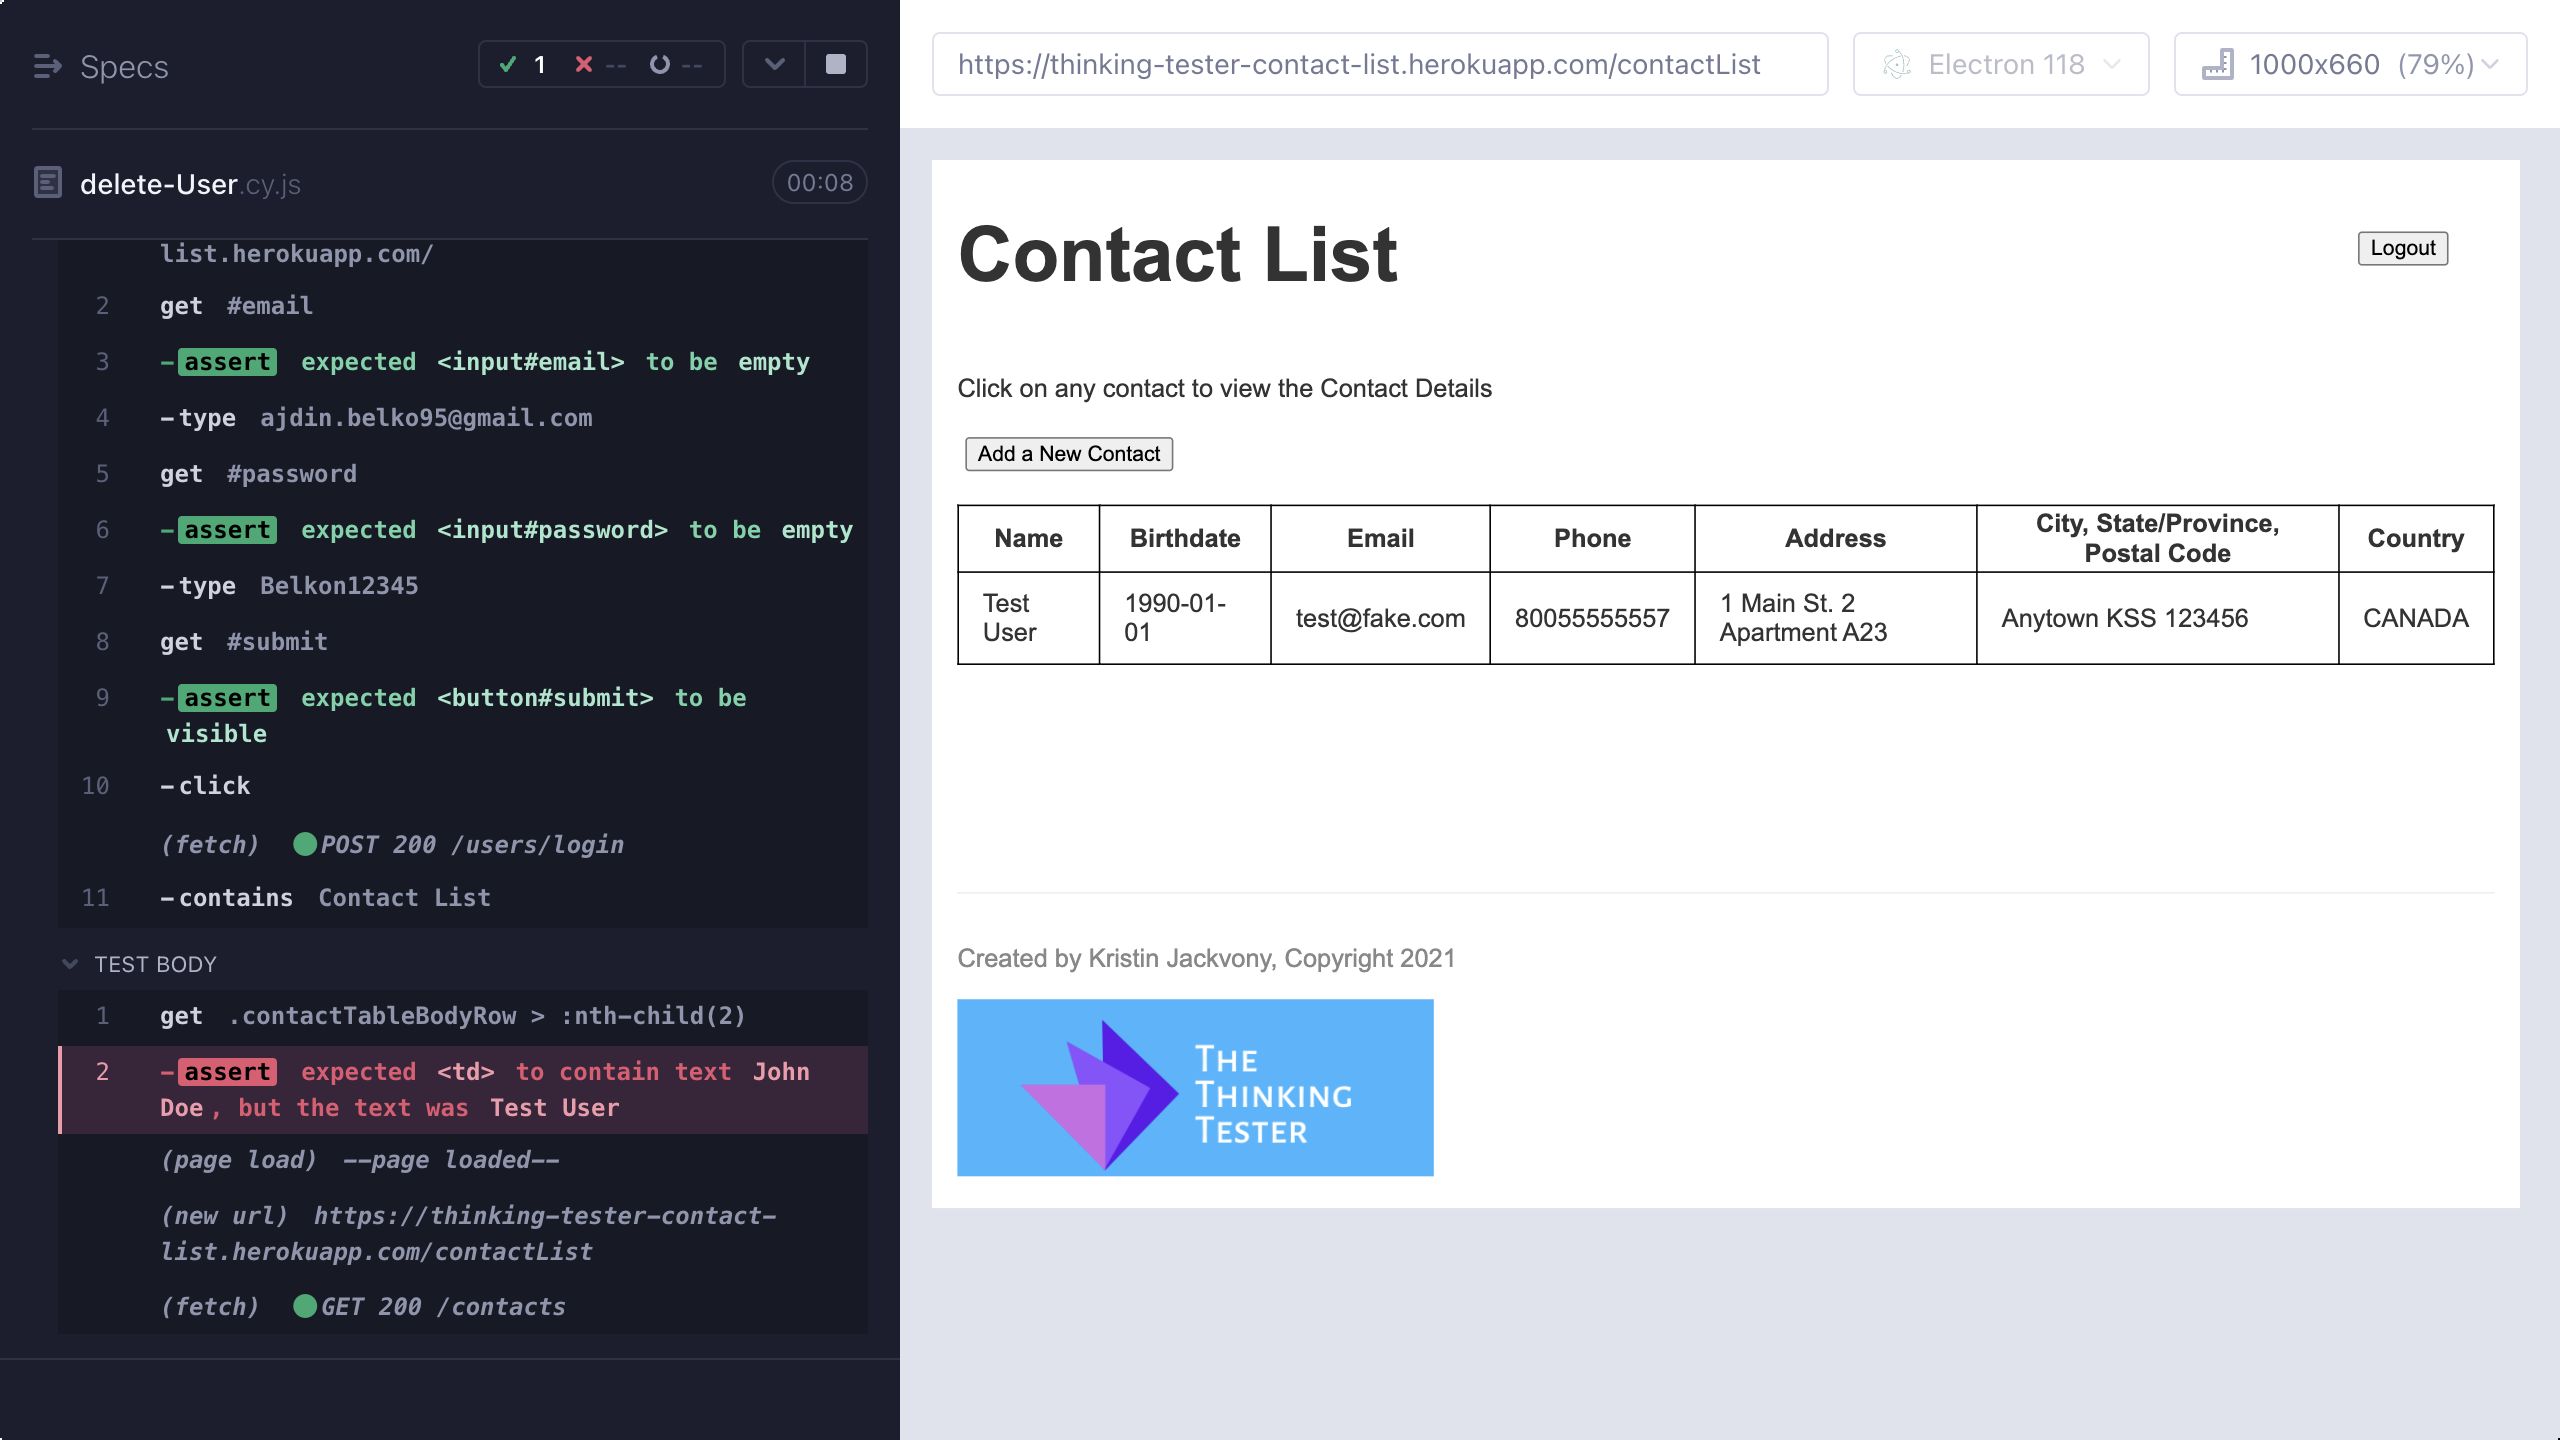 Specs
1 -- --
delete-User.cy.js 00:08
list.herokuapp.com/
2 get #email
3 -assert expected <input#email> to be empty
4 -type ajdin.belko95@gmail.com
5 get #password
6 -assert expected <input#password> to be empty
7 -type Belkon12345
8 get #submit
9 -assert expected <button#submit> to be
visible
10 -click
(fetch) POST 200 /users/login
11 -contains Contact List
TEST BODY
1 get .contactTableBodyRow > :nth-child(2)
2 -assert expected <td> to contain text John
Doe, but the text was Test User
(page load) --page loaded--
(new url) https://thinking-tester-contact-
list.herokuapp.com/contactList
(fetch) GET 200 /contacts
https://thinking-tester-contact-list.herokuapp.com/contactList
Electron 118
1000x660 (79%)
Contact List
Logout
Click on any contact to view the Contact Details
Add a New Contact
Name Birthdate Email Phone Address City, State/Province,
Postal Code Country
Test
User
1990-01-
01
test@fake.com
80055555557
1 Main St. 2
Apartment A23
Anytown KSS 123456
CANADA
Created by Kristin Jackvony, Copyright 2021
THE
THINKING
TESTER